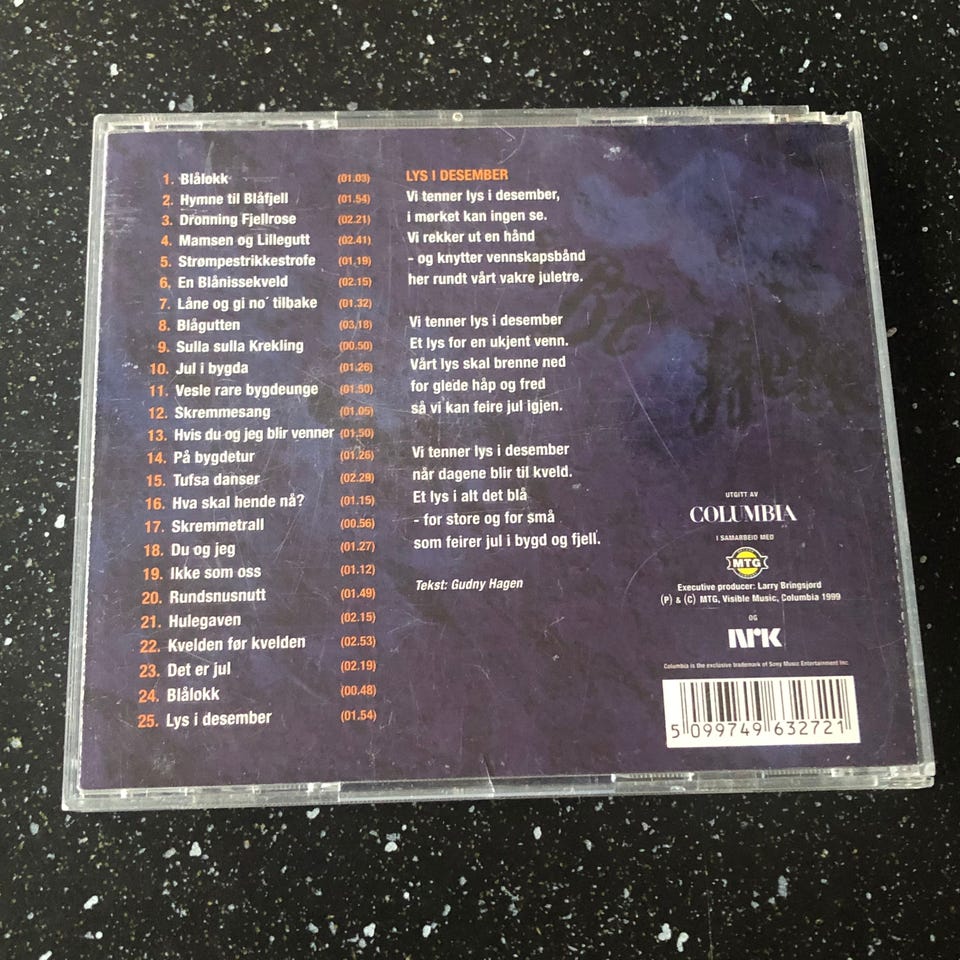 1. Blålokk (01.03)
2. Hymne til Blåfjell (01.54)
3. Dronning Fjellrose (02.21)
4. Mamsen og Lillegutt (02.41)
5. Strømpestrikkestrofe (01.19)
6. En Blånissekveld (02.15)
7. Låne og gi no´ tilbake (01.32)
8. Blågutten (03.18)
9. Sulla sulla Krekling (00.50)
10. Jul i bygda (01.26)
11. Vesle rare bygdeunge (01.50)
12. Skremmesang (01.05)
13. Hvis du og jeg blir venner (01.50)
14. På bygdetur (01.26)
15. Tufsa danser (02.29)
16. Hva skal hende nå? (01.15)
17. Skremmetrall (00.56)
18. Du og jeg (01.27)
19. Ikke som oss (01.12)
20. Rundsnusnutt (01.49)
21. Hulegaven (02.15)
22. Kvelden før kvelden (02.53)
23. Det er jul (02.19)
24. Blålokk (00.48)
25. Lys i desember (01.54)
LYS I DESEMBER
Vi tenner lys i desember,
i mørket kan ingen se.
Vi rekker ut en hånd
- og knytter vennskapsbånd
her rundt vårt vakre juletre.
Vi tenner lys i desember
Et lys for en ukjent venn.
Vårt lys skal brenne ned
for glede håp og fred
så vi kan feire jul igjen.
Vi tenner lys i desember
når dagene blir til kveld.
Et lys i alt det blå
- for store og for små
som feirer jul i bygd og fjell.
Tekst: Gudny Hagen
UTGITT AV
COLUMBIA
I SAMARBEID MED
MTG
Executive producer: Larry Bringsjord
(P) & (C) MTG, Visible Music, Columbia 1999
OG
NRK
Columbia is the exclusive trademark of Sony Music Entertainment Inc.
5 099749 632721